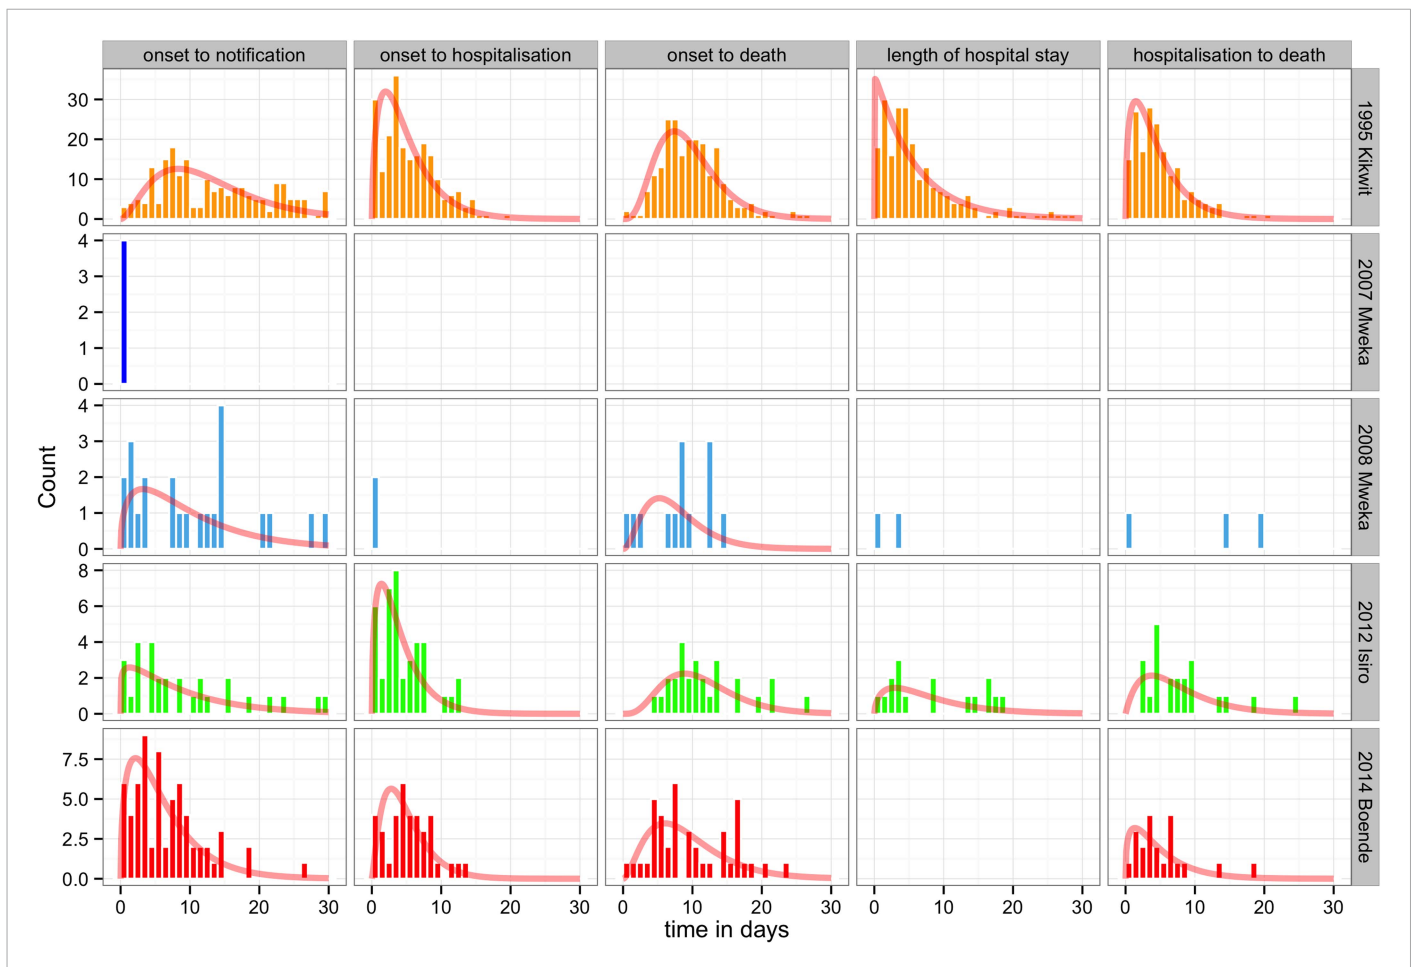 onset to notification onset to hospitalisation onset to death length of hospital stay hospitalisation to death
30
20
10
0
1995 Kikwit
4
3
2
1
0
2007 Mweka
4
3
2
1
0
2008 Mweka
8
6
4
2
0
2012 Isiro
7.5
5.0
2.5
0.0
2014 Boende
Count
0 10 20 30 0 10 20 30 0 10 20 30 0 10 20 30 0 10 20 30
time in days